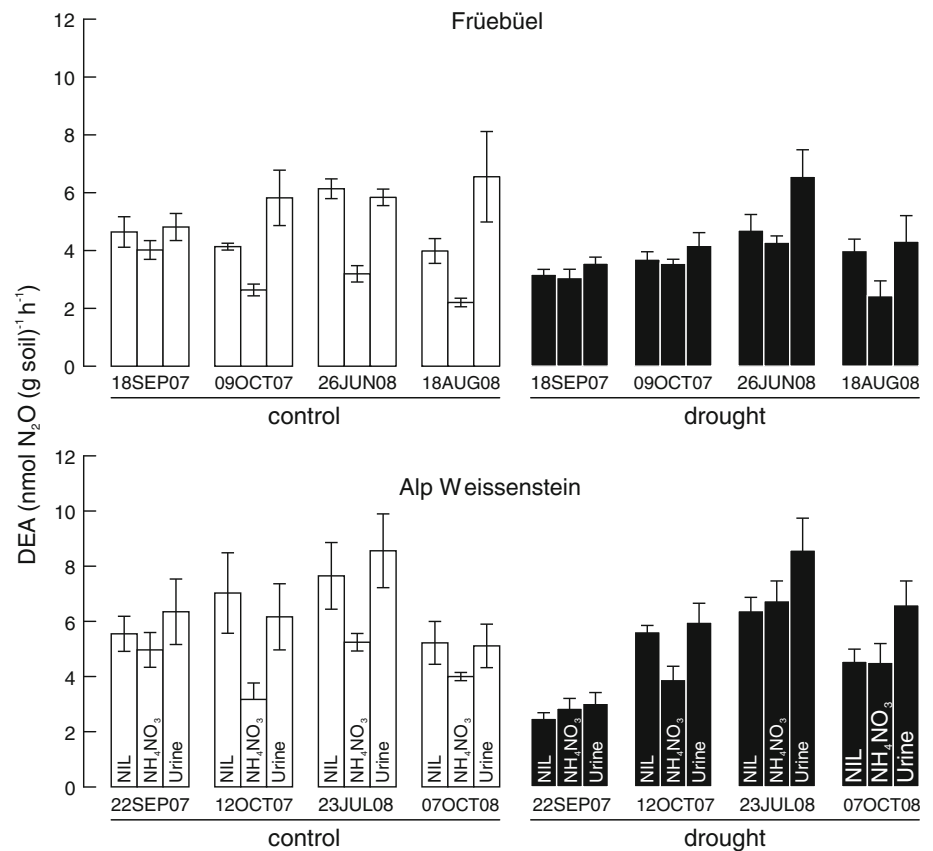 Früebüel
12
10
8
6
4
2
0
18SEP07 09OCT07 26JUN08 18AUG08 18SEP07 09OCT07 26JUN08 18AUG08
control drought
DEA (nmol N₂O (g soil)⁻¹ h⁻¹)
Alp Weissenstein
12
10
8
6
4
2
0
NIL NH₄NO₃ Urine NIL NH₄NO₃ Urine NIL NH₄NO₃ Urine NIL NH₄NO₃ Urine NIL NH₄NO₃ Urine NIL NH₄NO₃ Urine NIL NH₄NO₃ Urine NIL NH₄NO₃ Urine
22SEP07 12OCT07 23JUL08 07OCT08 22SEP07 12OCT07 23JUL08 07OCT08
control drought